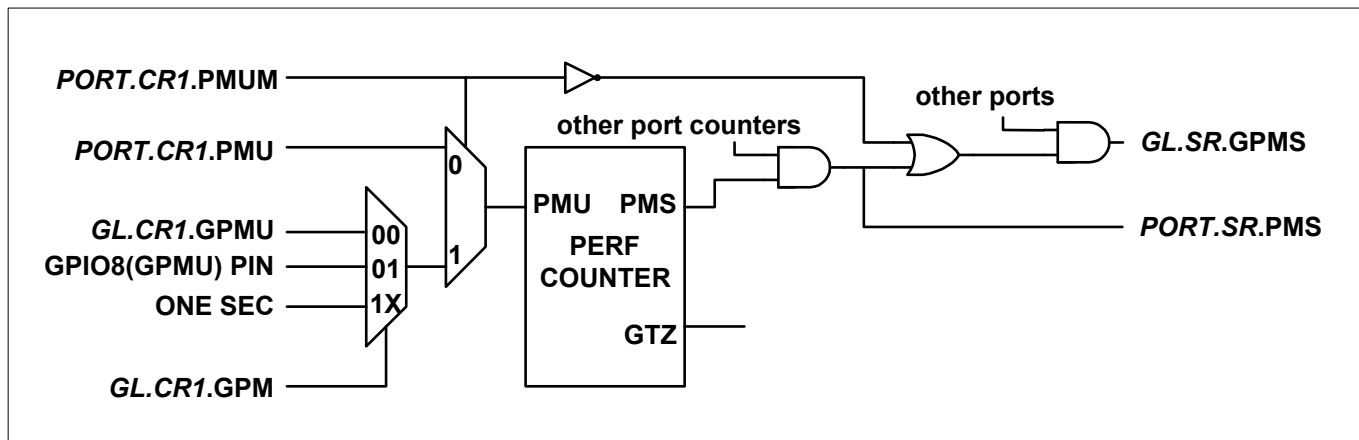 PORT.CR1.PMUM
other ports
other port counters
GL.SR.GPMS
PORT.CR1.PMU
0
PMU
PMS
GL.CR1.GPMU
00
PORT.SR.PMS
PERF
COUNTER
1
GPIO8(GPMU) PIN
01
ONE SEC
1X
GTZ
GL.CR1.GPM